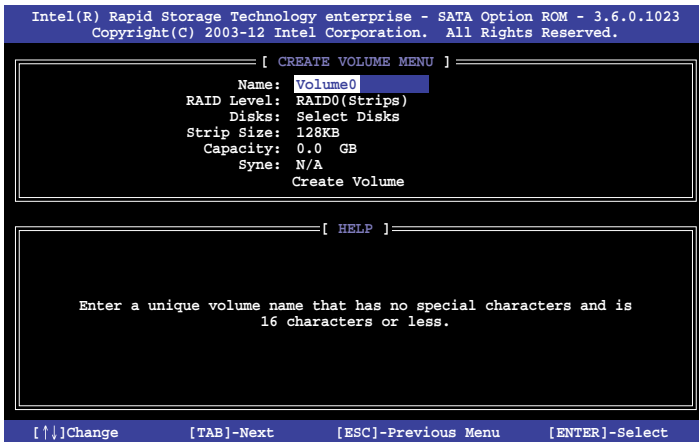 Intel(R) Rapid Storage Technology enterprise - SATA Option ROM - 3.6.0.1023
Copyright(C) 2003-12 Intel Corporation. All Rights Reserved.
[ CREATE VOLUME MENU ]
Name: Volume0
RAID Level: RAID0(Strips)
Disks: Select Disks
Strip Size: 128KB
Capacity: 0.0 GB
Syne: N/A
Create Volume
[ HELP ]
Enter a unique volume name that has no special characters and is
16 characters or less.
[↑↓]Change [TAB]-Next [ESC]-Previous Menu [ENTER]-Select